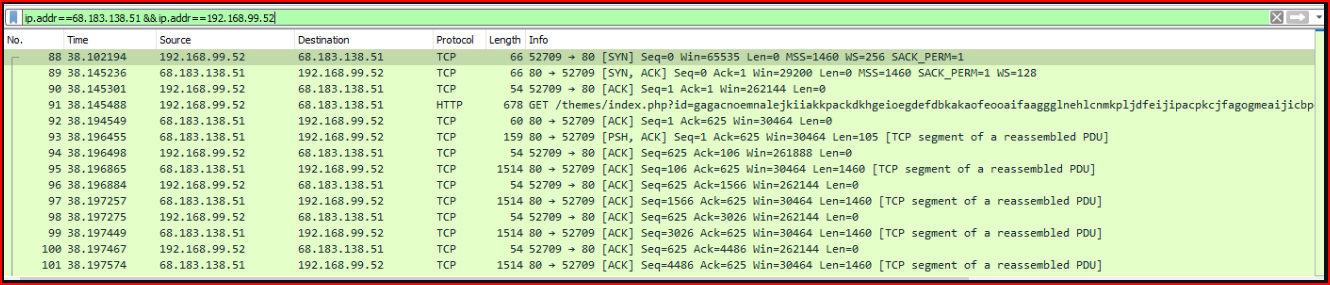 ip.addr==68.183.138.51 &&ip.addr==192.168.99.52
No. Time Source Destination Protocol Length Info
88 38.102194 192.168.99.52 68.183.138.51 TCP 66 52709 → 80 [SYN] Seq=0 Win=65535 Len=0 MSS=1460 WS=256 SACK_PERM=1
89 38.145236 68.183.138.51 192.168.99.52 TCP 66 80 → 52709 [SYN, ACK] Seq=0 Ack=1 Win=29200 Len=0 MSS=1460 SACK_PERM=1 WS=128
90 38.145301 192.168.99.52 68.183.138.51 TCP 54 52709 → 80 [ACK] Seq=1 Ack=1 Win=262144 Len=0
91 38.145488 192.168.99.52 68.183.138.51 HTTP 678 GET /themes/index.php?id=gagacnoemnalejkiiakkpackdkhgeioegdefdbkakaofeooaifaaggglnehlcnmkpljdfeijipacpkcjfagogmeaijicbp
92 38.194549 68.183.138.51 192.168.99.52 TCP 60 80 → 52709 [ACK] Seq=1 Ack=625 Win=30464 Len=0
93 38.196455 68.183.138.51 192.168.99.52 TCP 159 80 → 52709 [PSH, ACK] Seq=1 Ack=625 Win=30464 Len=105 [TCP segment of a reassembled PDU]
94 38.196498 192.168.99.52 68.183.138.51 TCP 54 52709 → 80 [ACK] Seq=625 Ack=106 Win=261888 Len=0
95 38.196865 68.183.138.51 192.168.99.52 TCP 1514 80 → 52709 [ACK] Seq=106 Ack=625 Win=30464 Len=1460 [TCP segment of a reassembled PDU]
96 38.196884 192.168.99.52 68.183.138.51 TCP 54 52709 → 80 [ACK] Seq=625 Ack=1566 Win=262144 Len=0
97 38.197257 68.183.138.51 192.168.99.52 TCP 1514 80 → 52709 [ACK] Seq=1566 Ack=625 Win=30464 Len=1460 [TCP segment of a reassembled PDU]
98 38.197275 192.168.99.52 68.183.138.51 TCP 54 52709 → 80 [ACK] Seq=625 Ack=3026 Win=262144 Len=0
99 38.197449 68.183.138.51 192.168.99.52 TCP 1514 80 → 52709 [ACK] Seq=3026 Ack=625 Win=30464 Len=1460 [TCP segment of a reassembled PDU]
100 38.197467 192.168.99.52 68.183.138.51 TCP 54 52709 → 80 [ACK] Seq=625 Ack=4486 Win=262144 Len=0
101 38.197574 68.183.138.51 192.168.99.52 TCP 1514 80 → 52709 [ACK] Seq=4486 Ack=625 Win=30464 Len=1460 [TCP segment of a reassembled PDU]